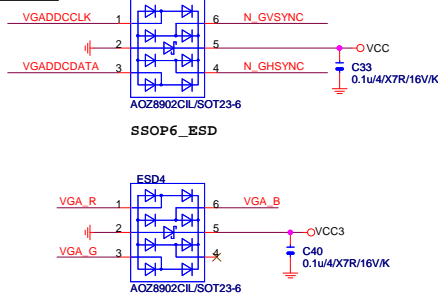 VGADDCCLK 1 6 N_GVSYNC
2 5 VCC
VGADDCDATA 3 4 N_GHSYNC
C33
0.1u/4/X7R/16V/K
AOZ8902CIL/SOT23-6
SSOP6_ESD
ESD4
VGA_R 1 6 VGA_B
2 5 VCC3
VGA_G 3 4
C40
0.1u/4/X7R/16V/K
AOZ8902CIL/SOT23-6